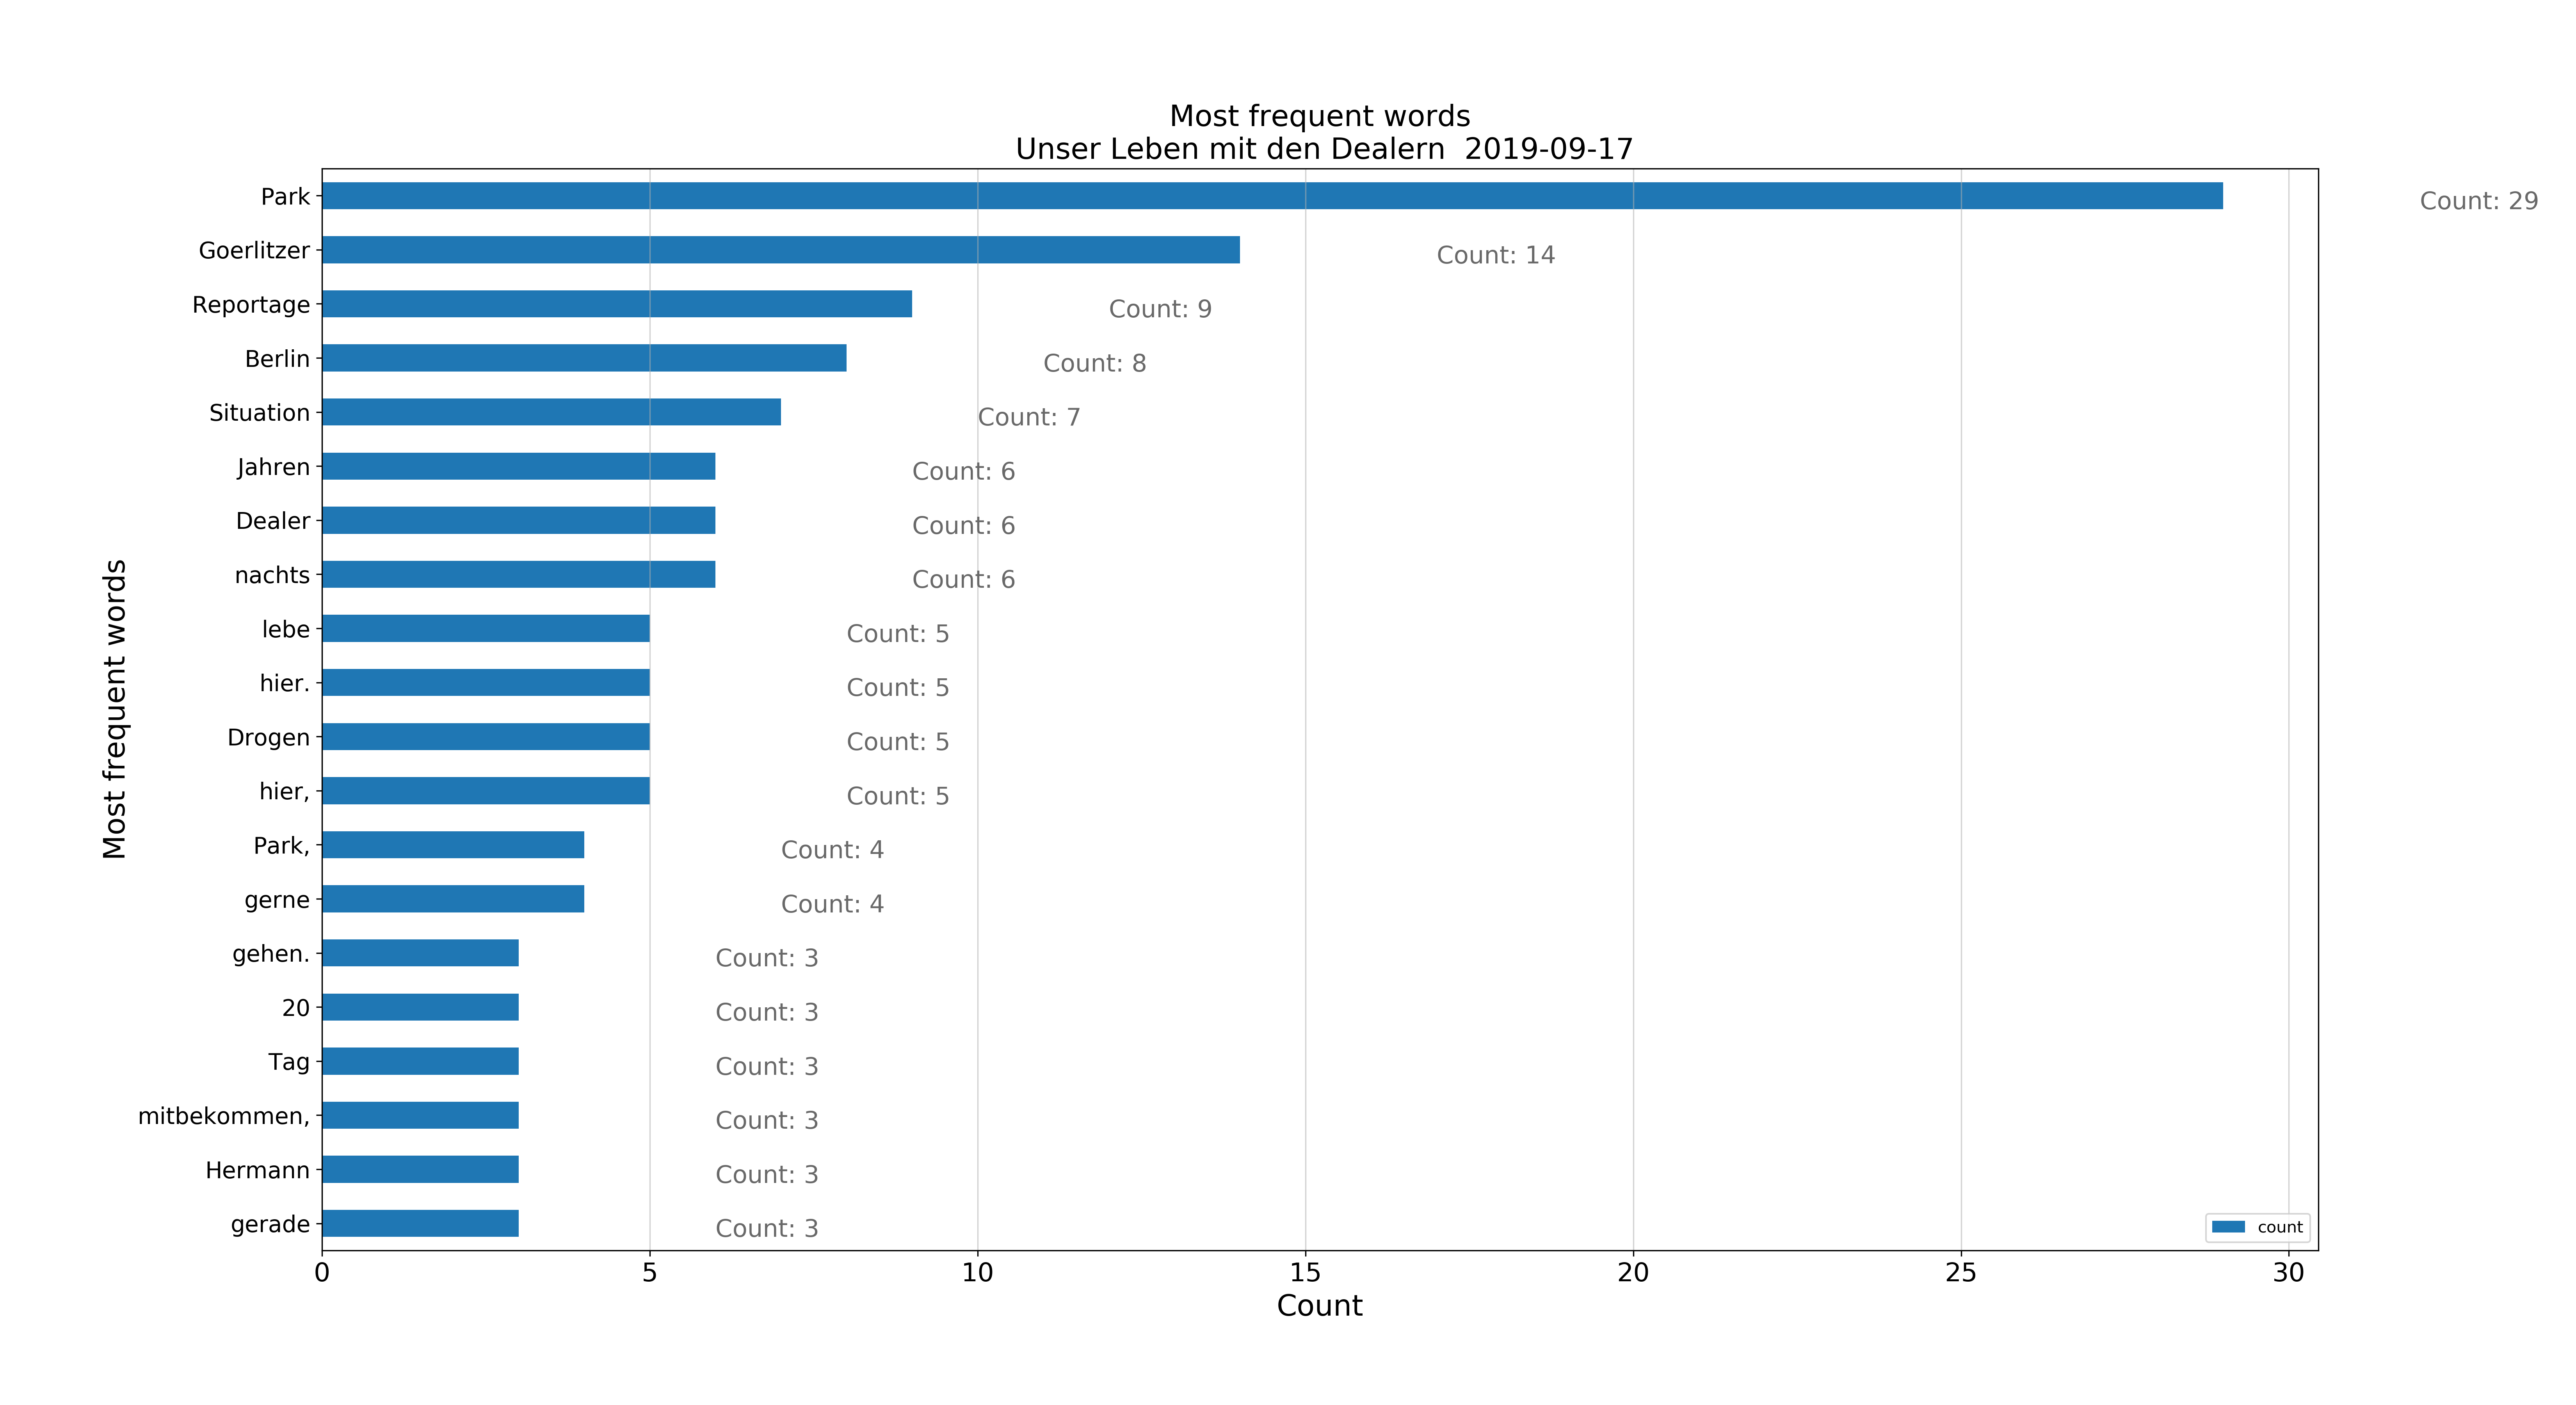 Most frequent words
Unser Leben mit den Dealern  2019-09-17
Most frequent words
Park Count: 29
Goerlitzer Count: 14
Reportage Count: 9
Berlin Count: 8
Situation Count: 7
Jahren Count: 6
Dealer Count: 6
nachts Count: 6
lebe Count: 5
hier. Count: 5
Drogen Count: 5
hier, Count: 5
Park, Count: 4
gerne Count: 4
gehen. Count: 3
20 Count: 3
Tag Count: 3
mitbekommen, Count: 3
Hermann Count: 3
gerade Count: 3
count
0 5 10 15 20 25 30
Count